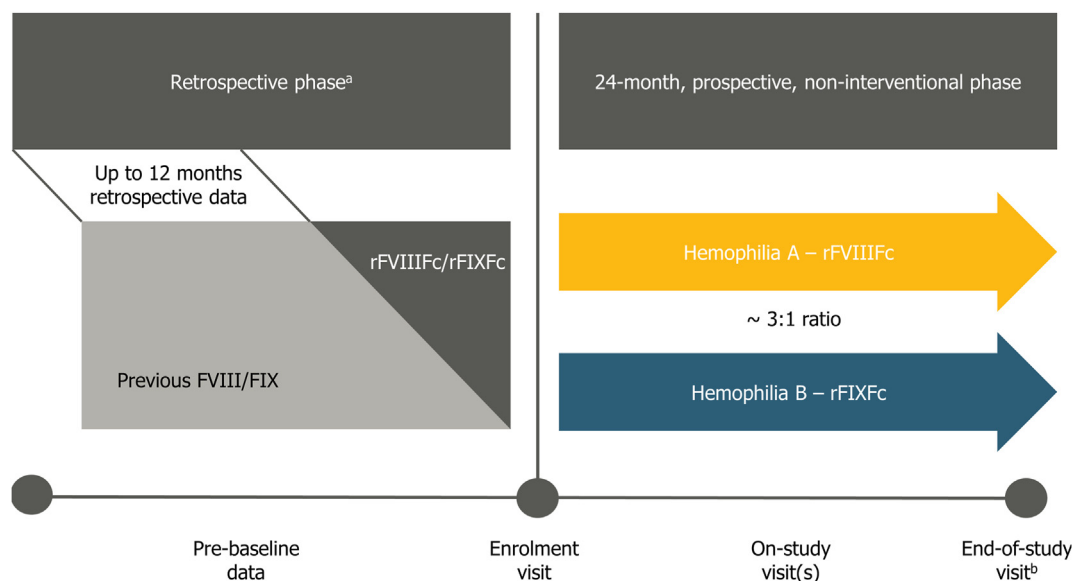 Retrospective phaseᵃ
24-month, prospective, non-interventional phase
Up to 12 months
retrospective data
rFVIIIFc/rFIXFc
Previous FVIII/FIX
Hemophilia A – rFVIIIFc
~ 3:1 ratio
Hemophilia B – rFIXFc
Pre-baseline
data
Enrolment
visit
On-study
visit(s)
End-of-study
visitᵇ